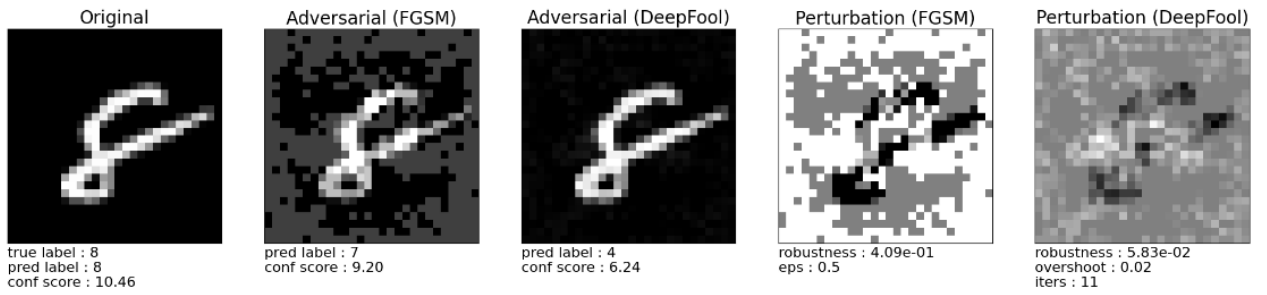 Original
true label : 8
pred label : 8
conf score : 10.46
Adversarial (FGSM)
pred label : 7
conf score : 9.20
Adversarial (DeepFool)
pred label : 4
conf score : 6.24
Perturbation (FGSM)
robustness : 4.09e-01
eps : 0.5
Perturbation (DeepFool)
robustness : 5.83e-02
overshoot : 0.02
iters : 11